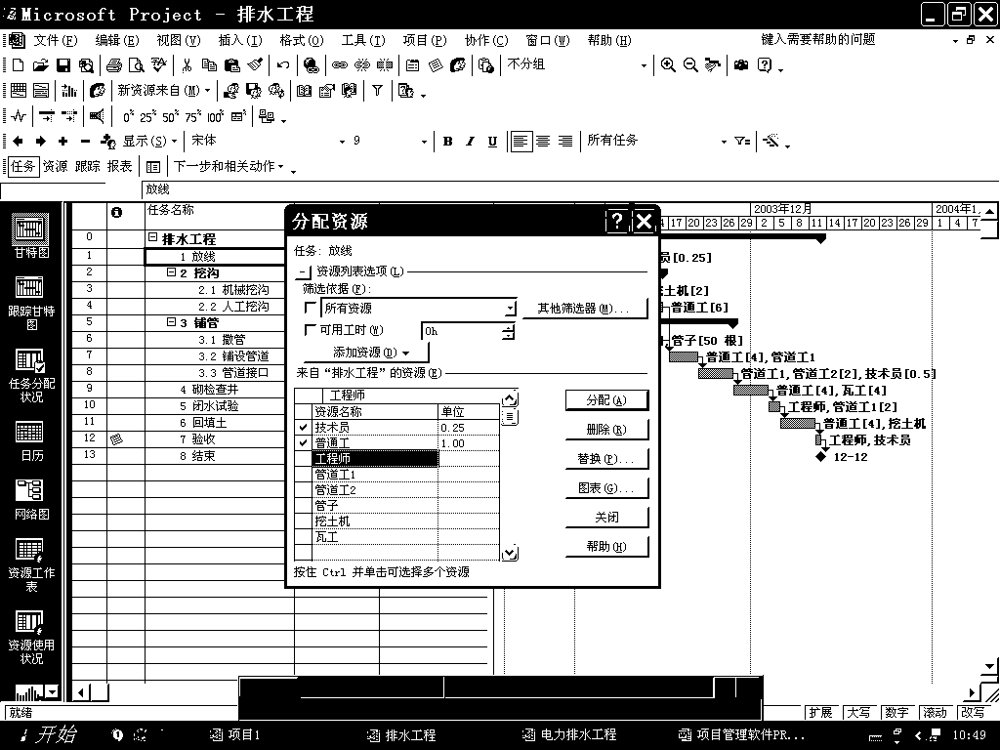 Microsoft Project - 排水工程
文件(F) 编辑(E) 视图(V) 插入(I) 格式(O) 工具(T) 项目(P) 协作(C) 窗口(W) 帮助(H) 键入需要帮助的问题
不分组
新资源来自(M)
0% 25% 50% 75% 100%
显示(S) 宋体 9 B I U 所有任务
任务 资源 跟踪 报表 下一步和相关动作
放线
任务名称
2003年12月 2004年1
17 20 23 26 29 2 5 8 11 14 17 20 23 26 29 1 4 7
0 排水工程
1 1 放线
2 2 挖沟
3 2.1 机械挖沟
4 2.2 人工挖沟
5 3 铺管
6 3.1 散管
7 3.2 铺设管道
8 3.3 管道接口
9 4 砌检查井
10 5 闭水试验
11 6 回填土
12 7 验收
13 8 结束
甘特图
跟踪甘特图
任务分配状况
日历
网络图
资源工作表
资源使用状况
分配资源
任务: 放线
资源列表选项(L)
筛选依据(F):
所有资源
其他筛选器(M)...
可用工时(W) 0h
添加资源(D)
来自“排水工程”的资源(E)
工程师
资源名称 单位
技术员 0.25
普通工 1.00
工程师
管道工1
管道工2
管子
挖土机
瓦工
分配(A)
删除(R)
替换(P)...
图表(G)...
关闭
帮助(H)
按住 Ctrl 并单击可选择多个资源
员[0.25]
土机[2]
普通工[6]
管子[50 根]
普通工[4],管道工1
管道工1,管道工2[2],技术员[0.5]
普通工[4],瓦工[4]
工程师,管道工1[2]
普通工[4],挖土机
工程师,技术员
12-12
就绪 扩展 大写 数字 滚动 改写
开始 项目1 排水工程 电力排水工程 项目管理软件PR... 10:49